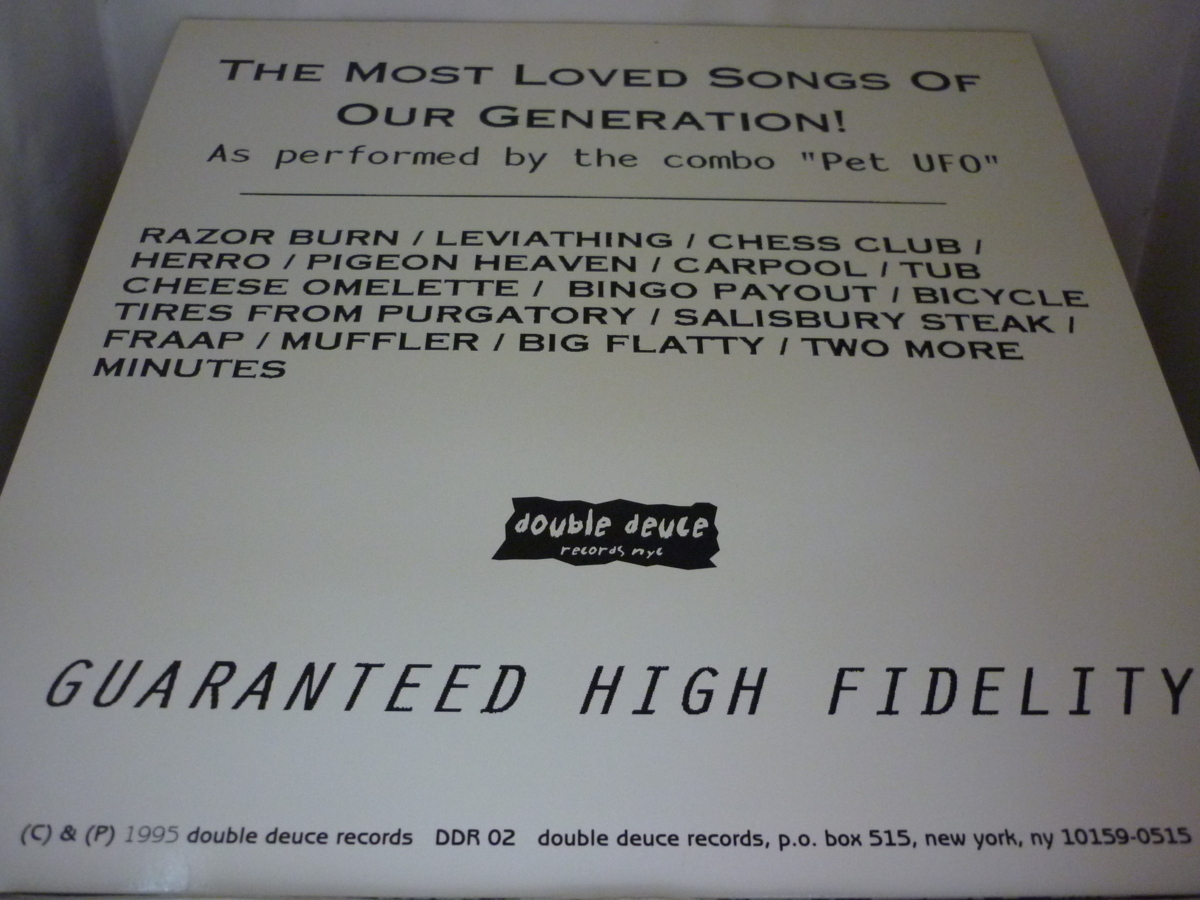 The Most Loved Songs Of
Our Generation!
As performed by the combo "Pet UFO"
RAZOR BURN / LEVIATHING / CHESS CLUB /
HERRO / PIGEON HEAVEN / CARPOOL / TUB
CHEESE OMELETTE / BINGO PAYOUT / BICYCLE
TIRES FROM PURGATORY / SALISBURY STEAK /
FRAAP / MUFFLER / BIG FLATTY / TWO MORE
MINUTES
double deuce
records nyc
GUARANTEED HIGH FIDELITY
(C) & (P) 1995 double deuce records DDR 02 double deuce records, p.o. box 515, new york, ny 10159-0515